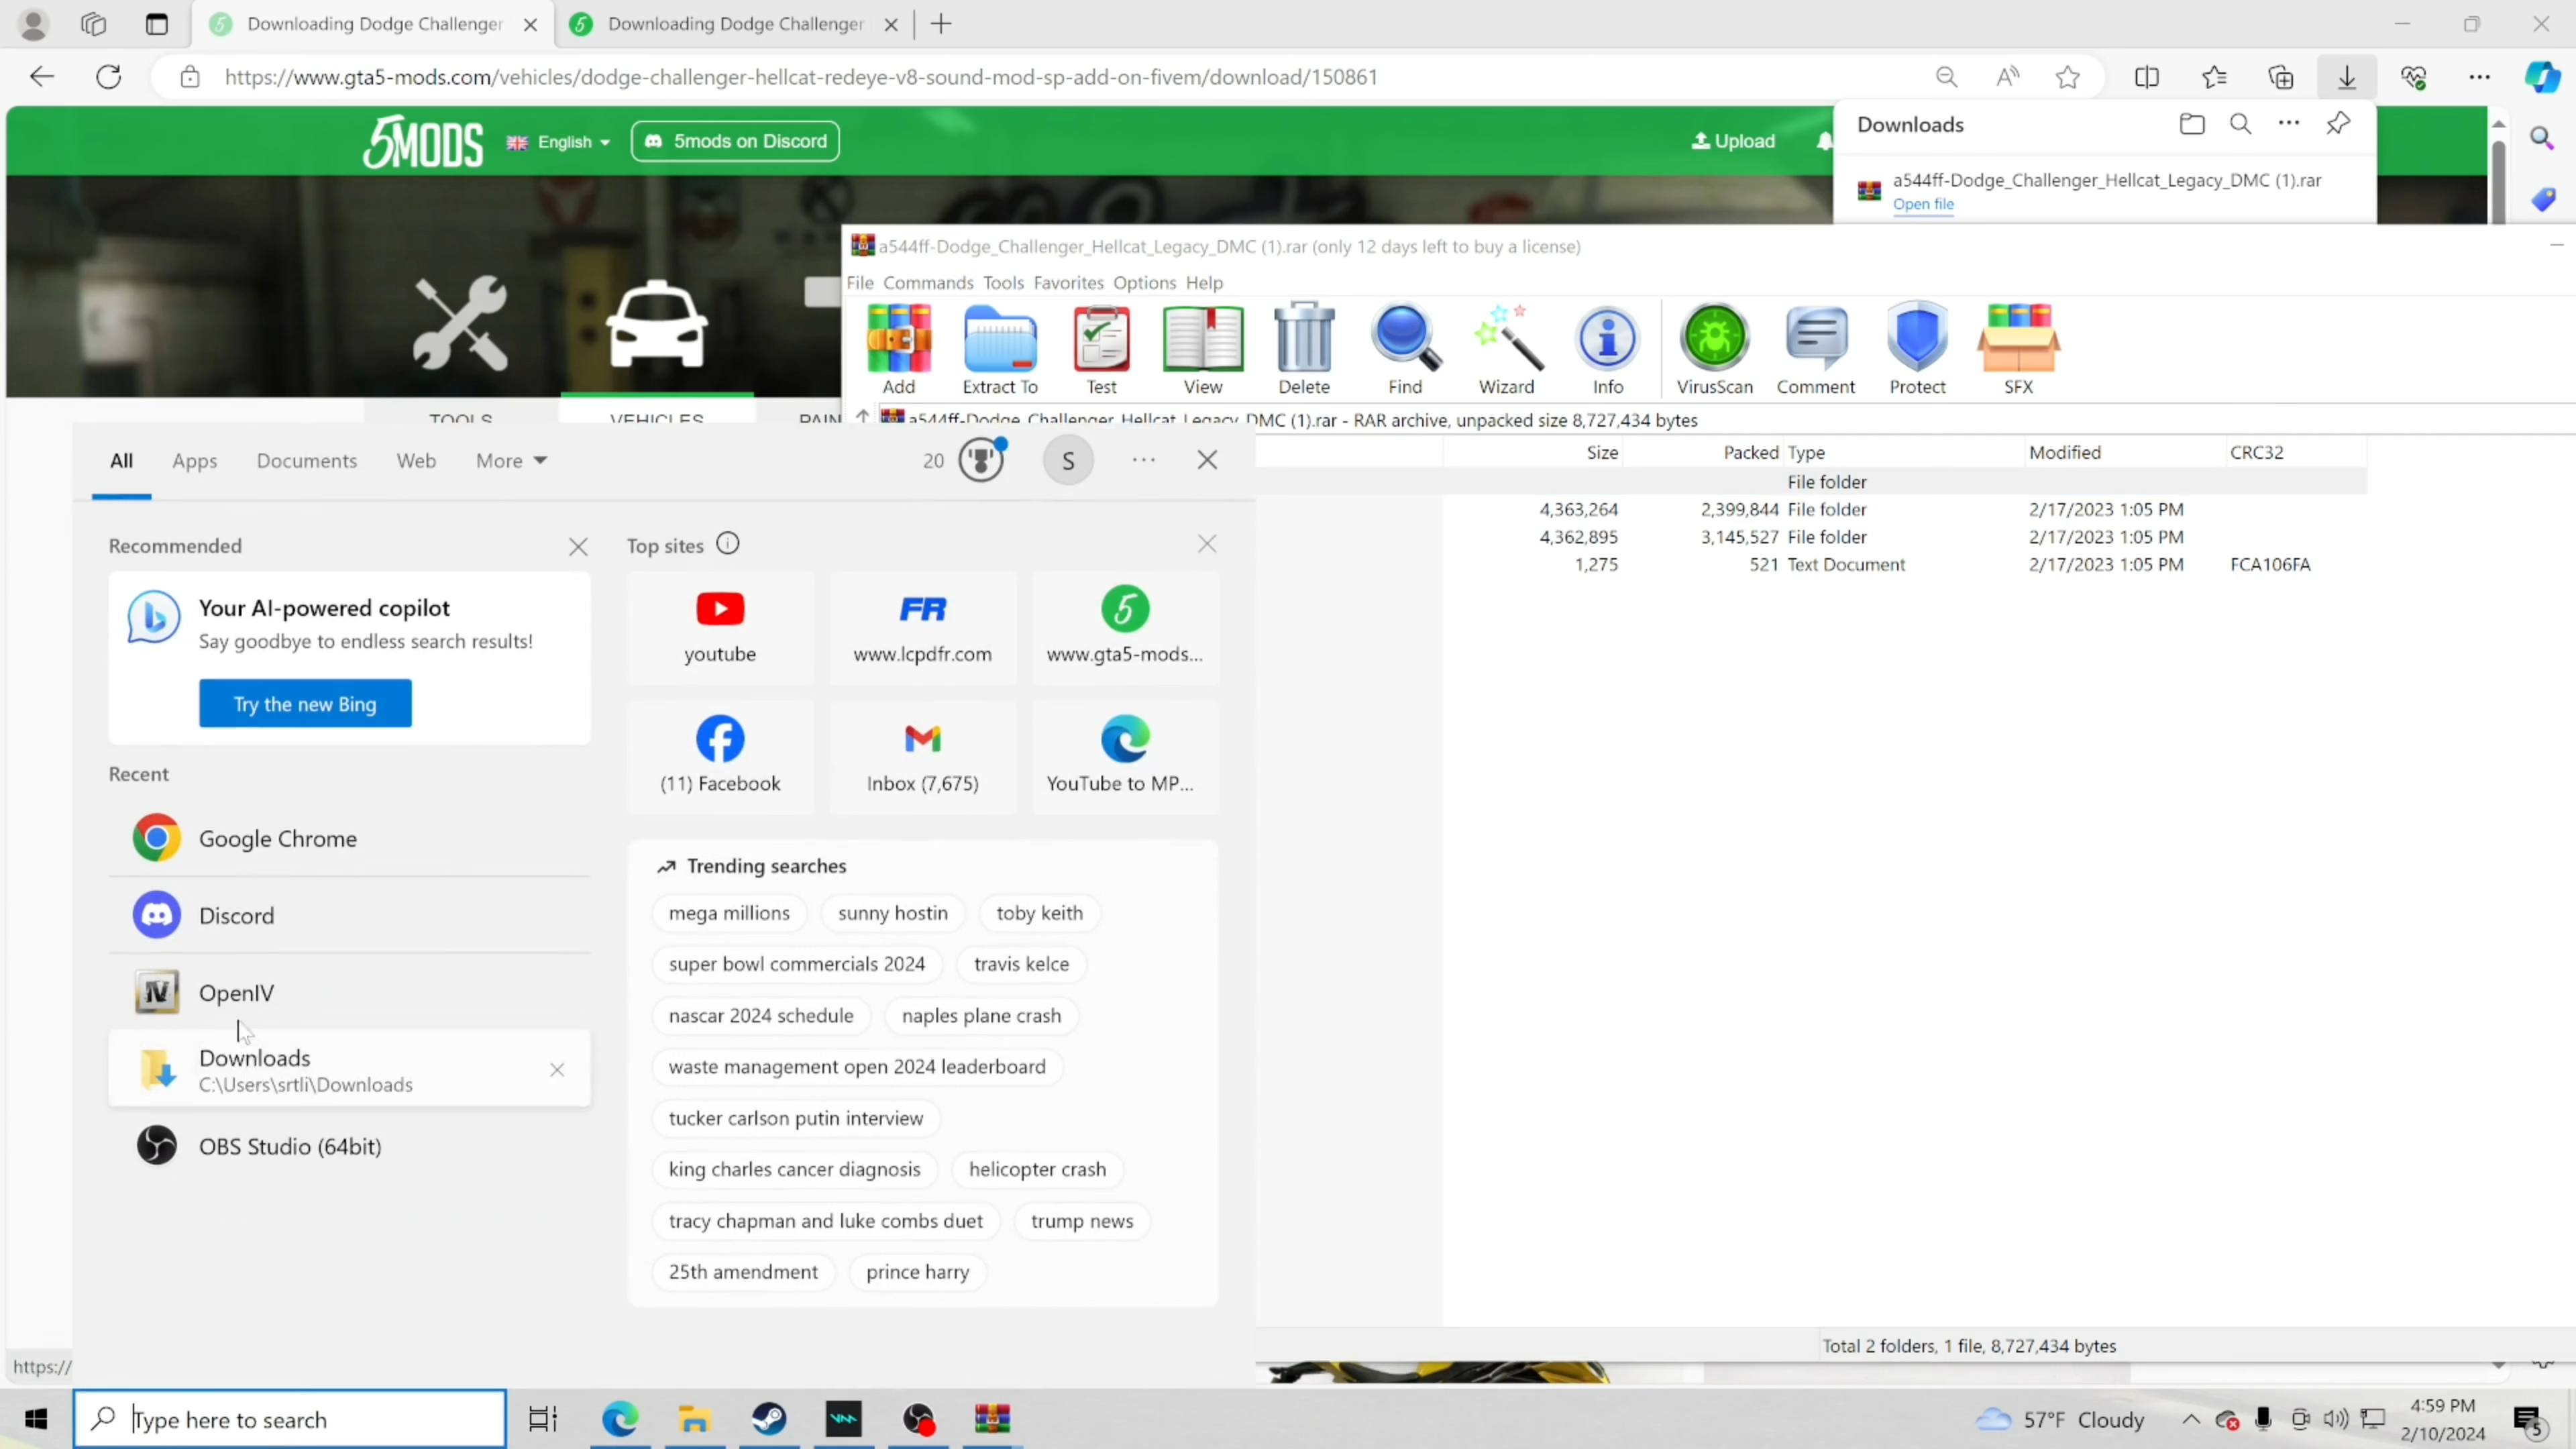 Downloading Dodge Challenger
Downloading Dodge Challenger
https://www.gta5-mods.com/vehicles/dodge-challenger-hellcat-redeye-v8-sound-mod-sp-add-on-fivem/download/150861
5MODS
English
5mods on Discord
Upload
Downloads
a544ff-Dodge_Challenger_Hellcat_Legacy_DMC (1).rar
Open file
a544ff-Dodge_Challenger_Hellcat_Legacy_DMC (1).rar (only 12 days left to buy a license)
File Commands Tools Favorites Options Help
Add Extract To Test View Delete Find Wizard Info VirusScan Comment Protect SFX
TOOLS VEHICLES PAIN
a544ff-Dodge_Challenger_Hellcat_Legacy_DMC (1).rar - RAR archive, unpacked size 8,727,434 bytes
Size Packed Type Modified CRC32
File folder
4,363,264 2,399,844 File folder 2/17/2023 1:05 PM
4,362,895 3,145,527 File folder 2/17/2023 1:05 PM
1,275 521 Text Document 2/17/2023 1:05 PM FCA106FA
Total 2 folders, 1 file, 8,727,434 bytes
All Apps Documents Web More
20 S
Recommended
Your AI-powered copilot
Say goodbye to endless search results!
Try the new Bing
Recent
Google Chrome
Discord
OpenIV
Downloads
C:\Users\srtli\Downloads
OBS Studio (64bit)
Top sites
youtube
www.lcpdfr.com
www.gta5-mods...
(11) Facebook
Inbox (7,675)
YouTube to MP...
Trending searches
mega millions
sunny hostin
toby keith
super bowl commercials 2024
travis kelce
nascar 2024 schedule
naples plane crash
waste management open 2024 leaderboard
tucker carlson putin interview
king charles cancer diagnosis
helicopter crash
tracy chapman and luke combs duet
trump news
25th amendment
prince harry
https://
Type here to search
57°F Cloudy
4:59 PM
2/10/2024
5